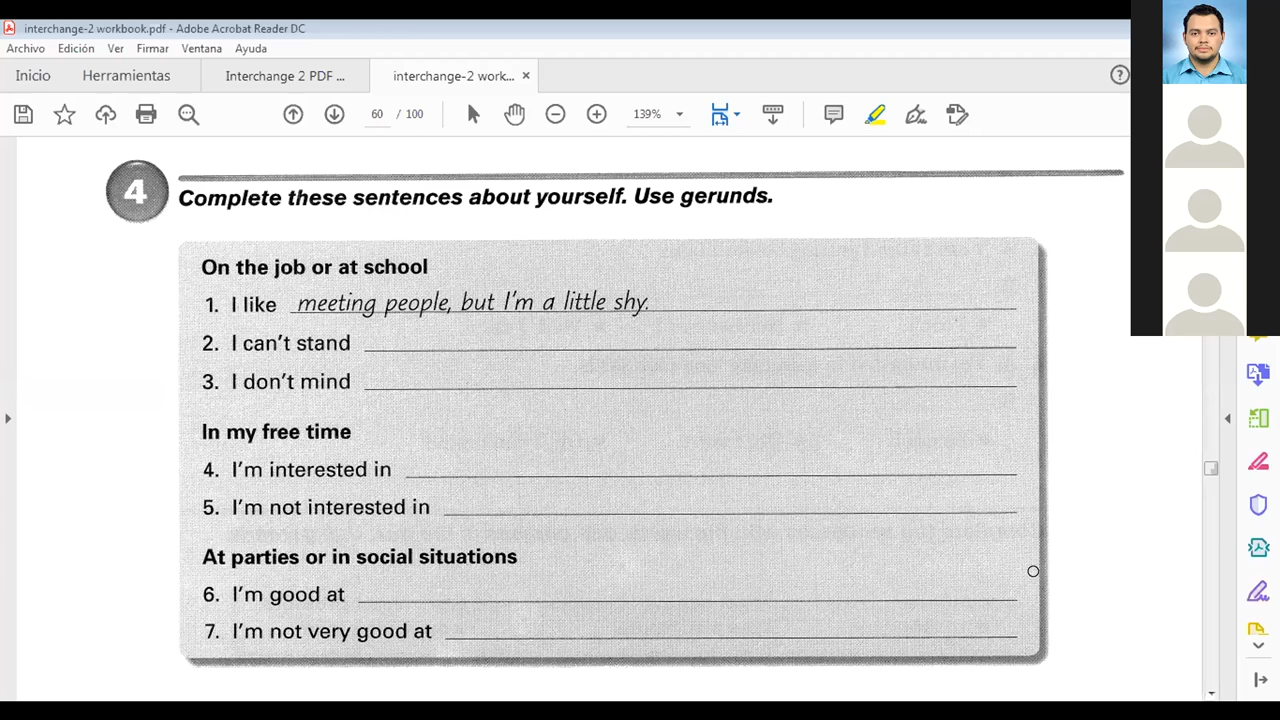 interchange-2 workbook.pdf - Adobe Acrobat Reader DC
Archivo Edición Ver Firmar Ventana Ayuda
Inicio Herramientas Interchange 2 PDF ... interchange-2 work... ×
60 / 100 139%
4 Complete these sentences about yourself. Use gerunds.
On the job or at school
1. I like meeting people, but I'm a little shy.
2. I can't stand
3. I don't mind
In my free time
4. I'm interested in
5. I'm not interested in
At parties or in social situations
6. I'm good at
7. I'm not very good at